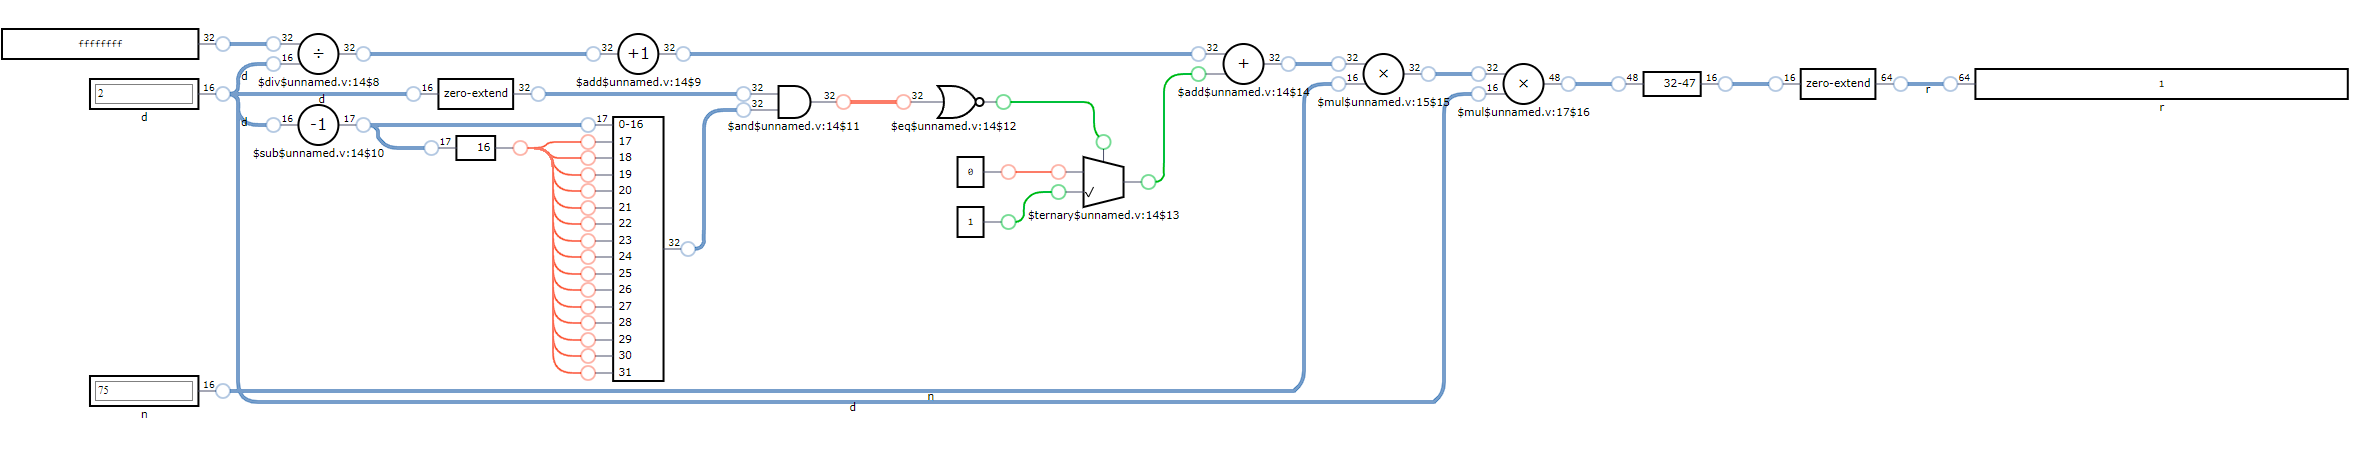 ffffffff 32 32 ÷ 32 32 +1 32 32 + 32 32 × 32 32 × 48 48 32-47 16 16 zero-extend 64 64 1
16 d 16 16 16 r r
$div$unnamed.v:14$8 $add$unnamed.v:14$9 $add$unnamed.v:14$14 $mul$unnamed.v:15$15 $mul$unnamed.v:17$16
2 16 d 16 zero-extend 32 32 32 32
d d 32
16 -1 17 17 0-16 $and$unnamed.v:14$11 $eq$unnamed.v:14$12
$sub$unnamed.v:14$10 17 16 17
18
19 0
20 ✓
21 1 $ternary$unnamed.v:14$13
22
23 32
24
25
26
27
28
29
30
31
75 16 n
n d